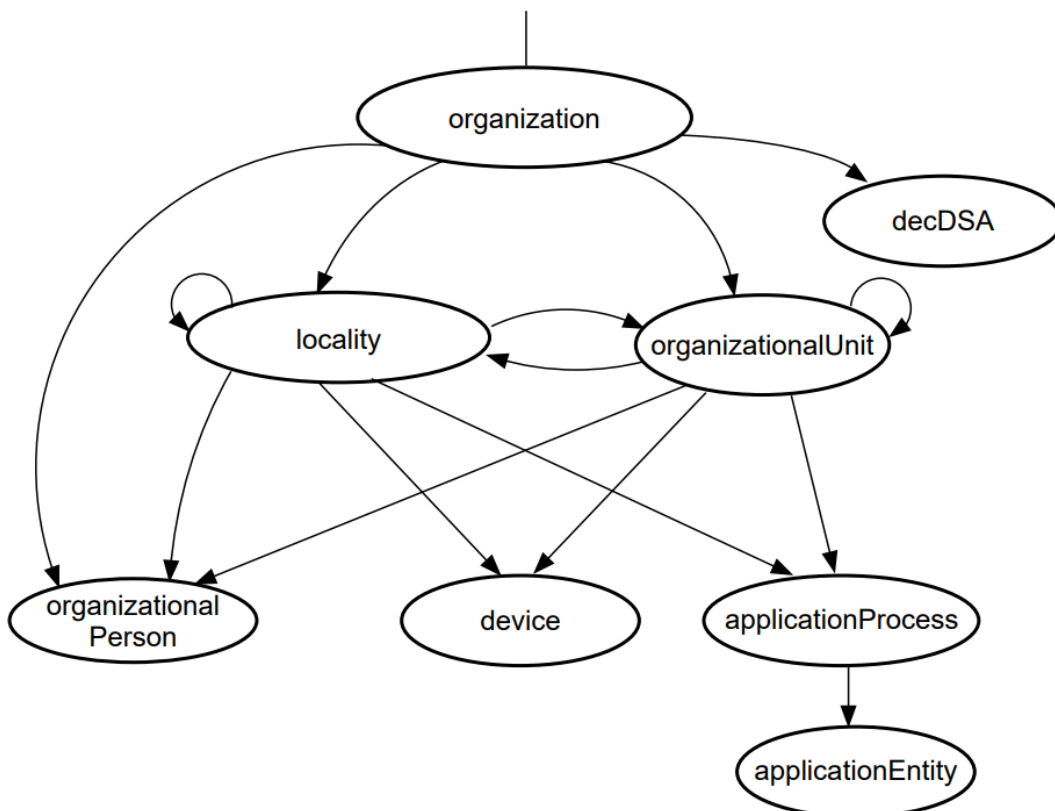 organization
decDSA
locality
organizationalUnit
organizational
Person
device
applicationProcess
applicationEntity